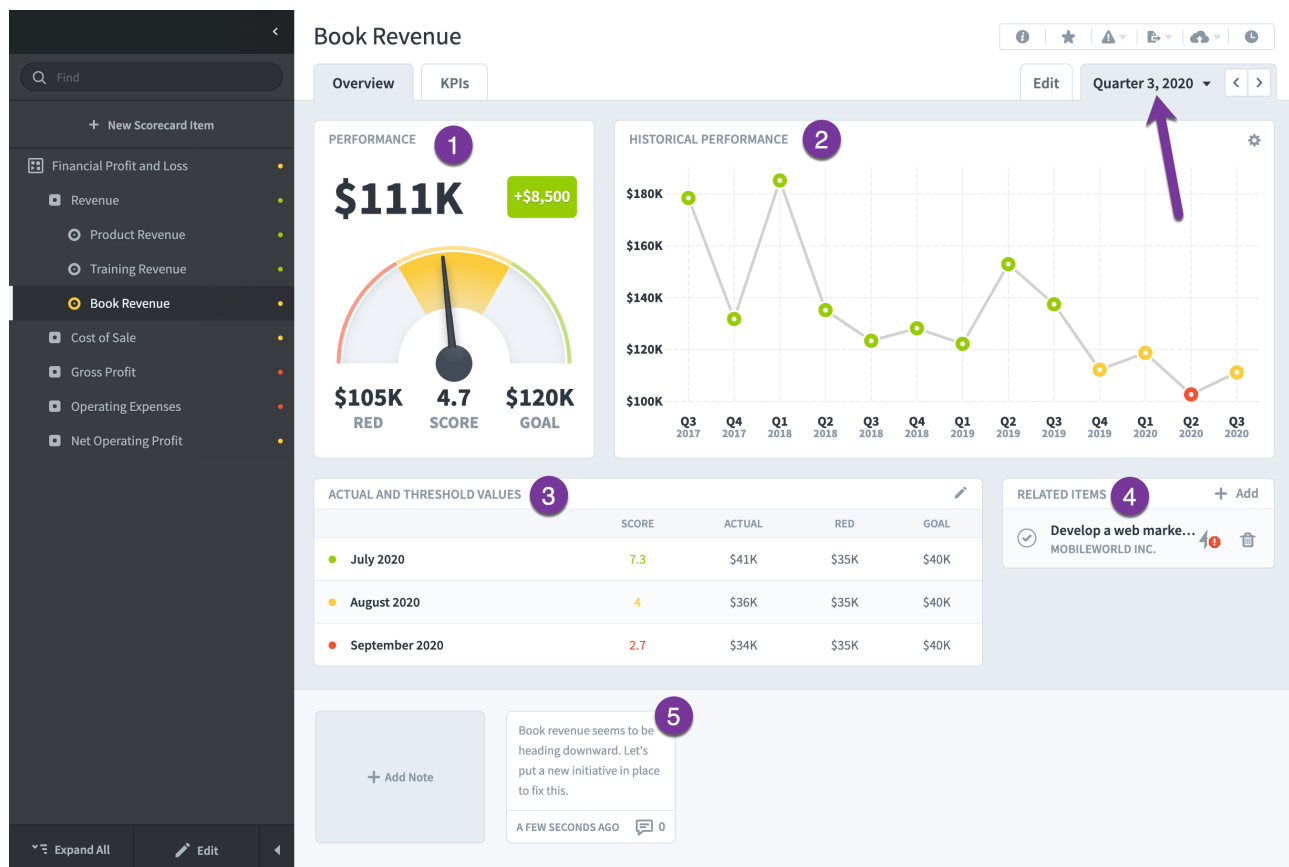 Find
+ New Scorecard Item
Financial Profit and Loss
Revenue
Product Revenue
Training Revenue
Book Revenue
Cost of Sale
Gross Profit
Operating Expenses
Net Operating Profit
Expand All
Edit
Book Revenue
Overview
KPIs
Edit
Quarter 3, 2020
PERFORMANCE
1
$111K
+$8,500
$105K 4.7 $120K
RED SCORE GOAL
HISTORICAL PERFORMANCE
2
$180K
$160K
$140K
$120K
$100K
Q3 Q4 Q1 Q2 Q3 Q4 Q1 Q2 Q3 Q4 Q1 Q2 Q3
2017 2017 2018 2018 2018 2018 2019 2019 2019 2019 2020 2020 2020
ACTUAL AND THRESHOLD VALUES
3
SCORE ACTUAL RED GOAL
July 2020 7.3 $41K $35K $40K
August 2020 4 $36K $35K $40K
September 2020 2.7 $34K $35K $40K
RELATED ITEMS
4
+ Add
Develop a web marke...
MOBILEWORLD INC.
+ Add Note
5
Book revenue seems to be
heading downward. Let's
put a new initiative in place
to fix this.
A FEW SECONDS AGO 0